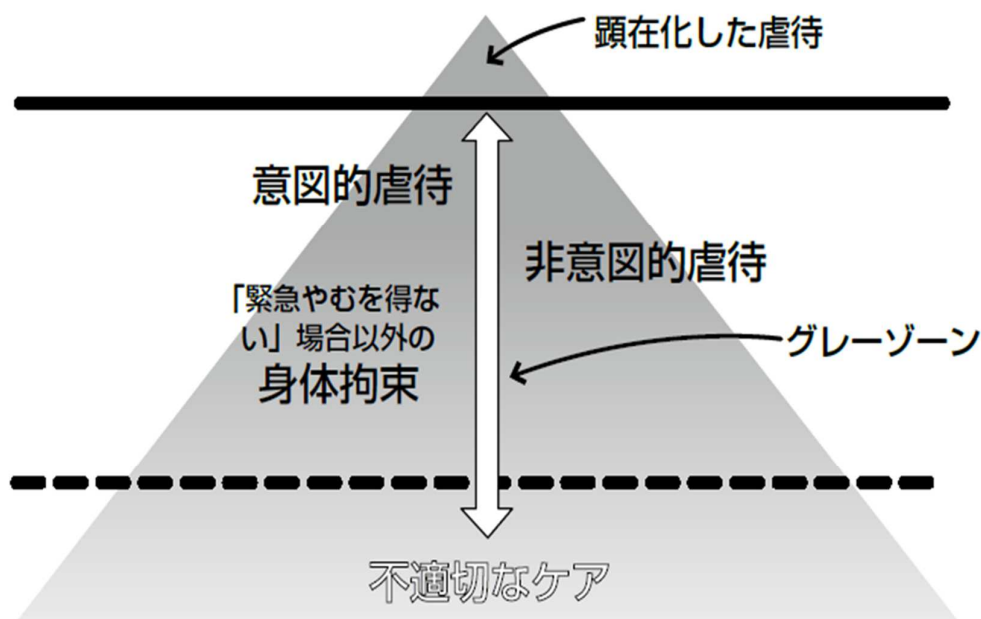 顕在化した虐待
意図的虐待
非意図的虐待
「緊急やむを得な
い」場合以外の
身体拘束
グレーゾーン
不適切なケア